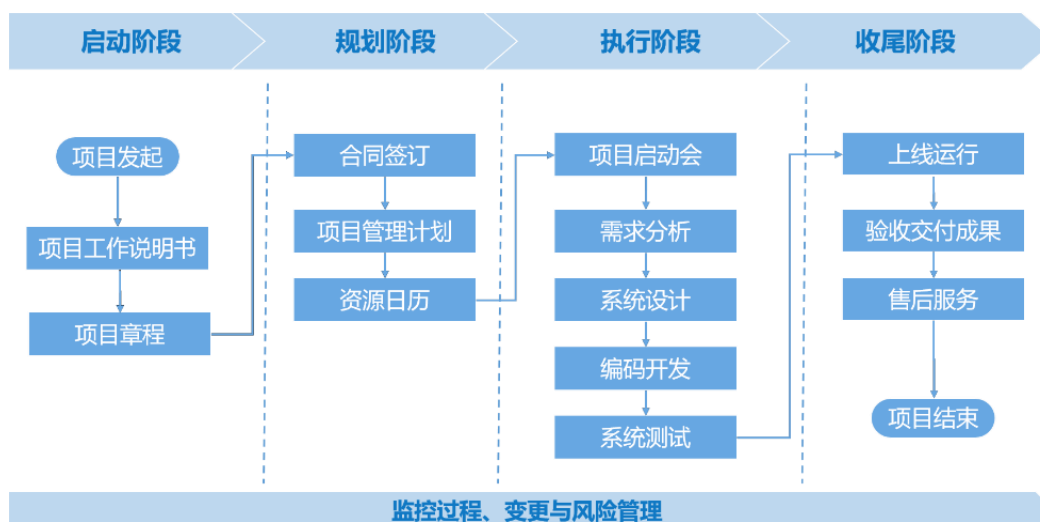 启动阶段
规划阶段
执行阶段
收尾阶段
项目发起
项目工作说明书
项目章程
合同签订
项目管理计划
资源日历
项目启动会
需求分析
系统设计
编码开发
系统测试
上线运行
验收交付成果
售后服务
项目结束
监控过程、变更与风险管理